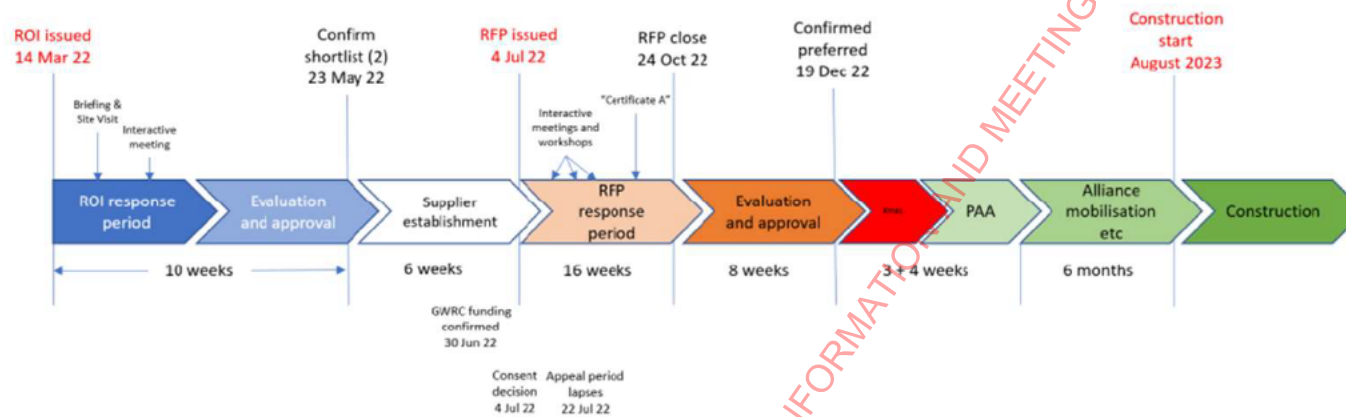 ROI issued
14 Mar 22
Confirm
shortlist (2)
23 May 22
RFP issued
4 Jul 22
RFP close
24 Oct 22
Confirmed
preferred
19 Dec 22
Construction
start
August 2023
Briefing &
Site Visit
Interactive
meeting
Interactive
meetings and
workshops
"Certificate A"
ROI response
period
Evaluation
and approval
Supplier
establishment
RFP
response
period
Evaluation
and approval
PAA
Alliance
mobilisation
etc
Construction
10 weeks
6 weeks
16 weeks
8 weeks
3 + 4 weeks
6 months
GWRC funding
confirmed
30 Jun 22
Consent
decision
4 Jul 22
Appeal period
lapses
22 Jul 22
INFORMATION AND MEETING